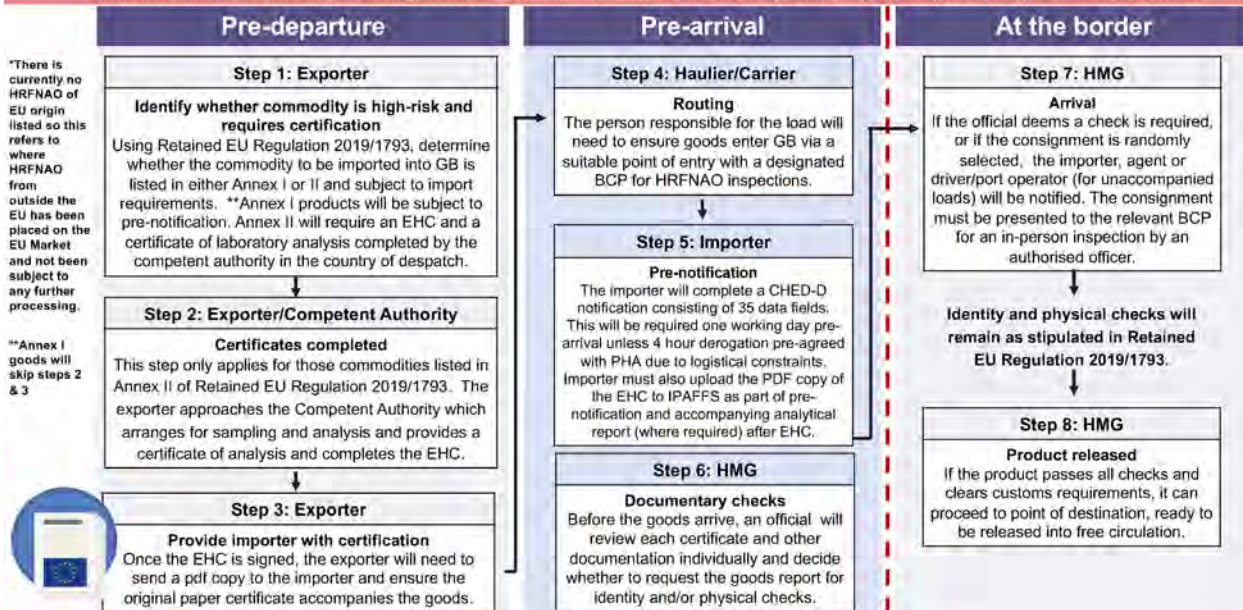 Pre-departure
Pre-arrival
At the border
*There is
currently no
HRFNAO of
EU origin
listed so this
refers to
where
HRFNAO
from
outside the
EU has been
placed on the
EU Market
and not been
subject to
any further
processing.
**Annex I
goods will
skip steps 2
& 3
Step 1: Exporter
Identify whether commodity is high-risk and
requires certification
Using Retained EU Regulation 2019/1793, determine
whether the commodity to be imported into GB is
listed in either Annex I or II and subject to import
requirements. **Annex I products will be subject to
pre-notification. Annex II will require an EHC and a
certificate of laboratory analysis completed by the
competent authority in the country of despatch.
Step 2: Exporter/Competent Authority
Certificates completed
This step only applies for those commodities listed in
Annex II of Retained EU Regulation 2019/1793. The
exporter approaches the Competent Authority which
arranges for sampling and analysis and provides a
certificate of analysis and completes the EHC.
Step 3: Exporter
Provide importer with certification
Once the EHC is signed, the exporter will need to
send a pdf copy to the importer and ensure the
original paper certificate accompanies the goods.
Step 4: Haulier/Carrier
Routing
The person responsible for the load will
need to ensure goods enter GB via a
suitable point of entry with a designated
BCP for HRFNAO inspections.
Step 5: Importer
Pre-notification
The importer will complete a CHED-D
notification consisting of 35 data fields.
This will be required one working day pre-
arrival unless 4 hour derogation pre-agreed
with PHA due to logistical constraints.
Importer must also upload the PDF copy of
the EHC to IPAFFS as part of pre-
notification and accompanying analytical
report (where required) after EHC.
Step 6: HMG
Documentary checks
Before the goods arrive, an official will
review each certificate and other
documentation individually and decide
whether to request the goods report for
identity and/or physical checks.
Step 7: HMG
Arrival
If the official deems a check is required,
or if the consignment is randomly
selected, the importer, agent or
driver/port operator (for unaccompanied
loads) will be notified. The consignment
must be presented to the relevant BCP
for an in-person inspection by an
authorised officer.
Identity and physical checks will
remain as stipulated in Retained
EU Regulation 2019/1793.
Step 8: HMG
Product released
If the product passes all checks and
clears customs requirements, it can
proceed to point of destination, ready to
be released into free circulation.